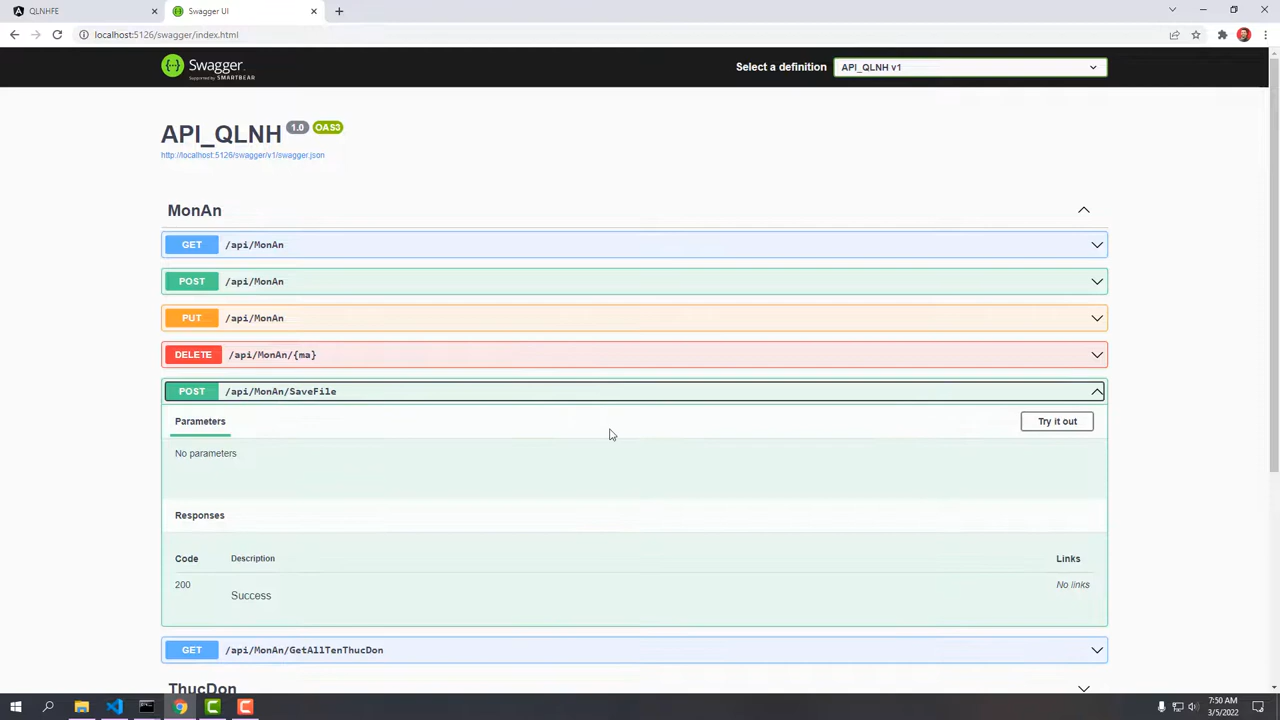 QLNHFE
Swagger UI
localhost:5126/swagger/index.html
Swagger.
Supported by SMARTBEAR
Select a definition
API_QLNH v1
API_QLNH 1.0 OAS3
http://localhost:5126/swagger/v1/swagger.json
MonAn
GET /api/MonAn
POST /api/MonAn
PUT /api/MonAn
DELETE /api/MonAn/{ma}
POST /api/MonAn/SaveFile
Parameters
Try it out
No parameters
Responses
Code Description Links
200 Success No links
GET /api/MonAn/GetAllTenThucDon
ThucDon
7:50 AM
3/5/2022